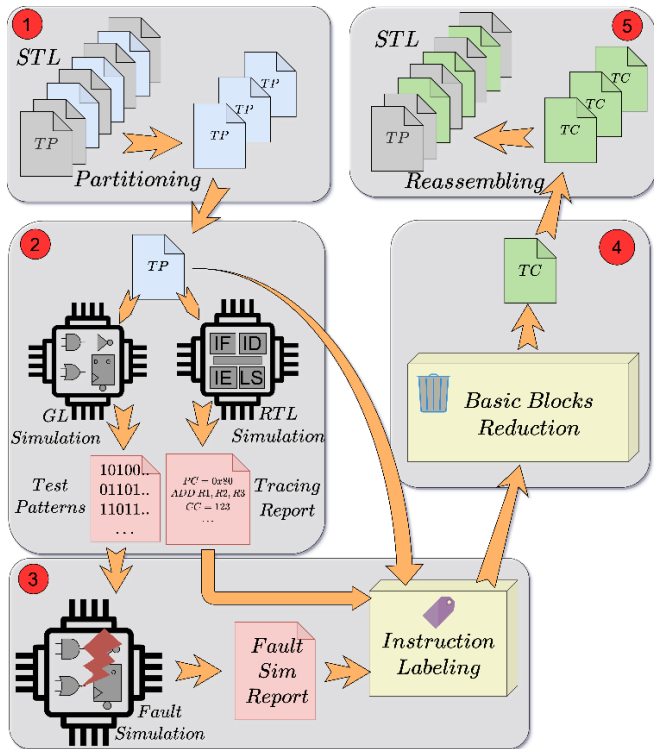 1
STL
TP
TP
TP
TP
Partitioning
5
STL
TP
TC
TC
TC
Reassembling
2
TP
IF ID
IE LS
GL
Simulation
RTL
Simulation
Test
Patterns
10100..
01101..
11011..
...
PC = 0x80
ADD R1, R2, R3
CC = 123
...
Tracing
Report
4
TC
Basic Blocks
Reduction
3
Fault
Simulation
Fault
Sim
Report
Instruction
Labeling